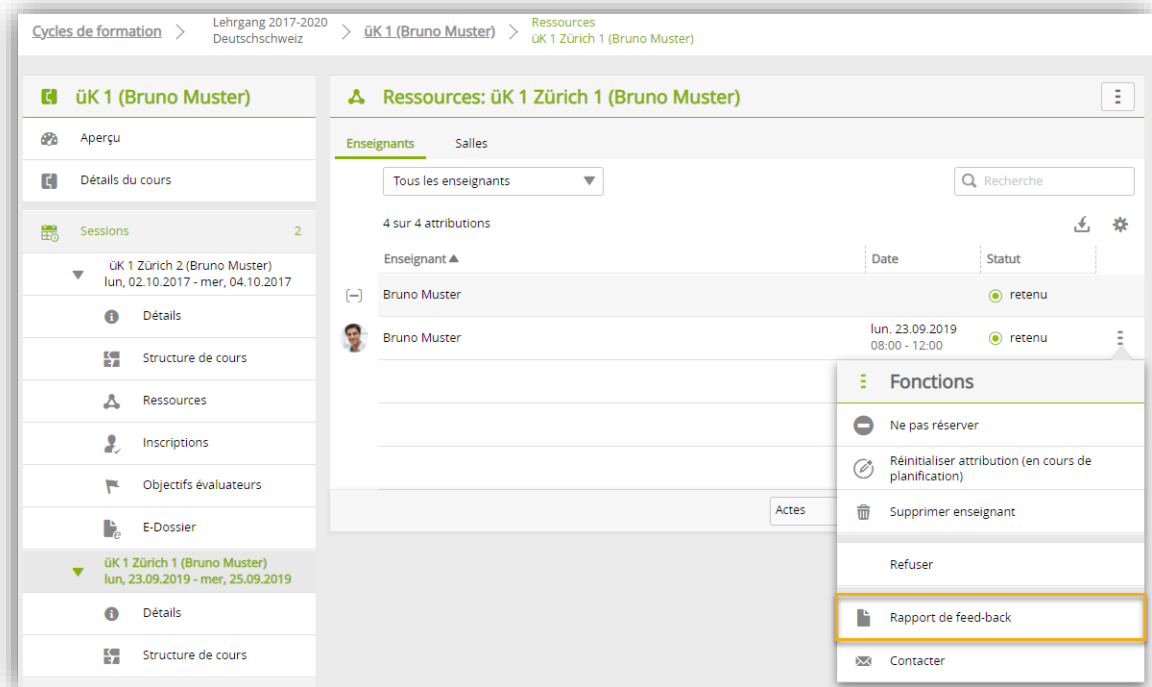 Cycles de formation
Lehrgang 2017-2020
Deutschschweiz
üK 1 (Bruno Muster)
Ressources
üK 1 Zürich 1 (Bruno Muster)
üK 1 (Bruno Muster)
Aperçu
Détails du cours
Sessions 2
üK 1 Zürich 2 (Bruno Muster)
lun, 02.10.2017 - mer, 04.10.2017
Détails
Structure de cours
Ressources
Inscriptions
Objectifs évaluateurs
E-Dossier
üK 1 Zürich 1 (Bruno Muster)
lun, 23.09.2019 - mer, 25.09.2019
Détails
Structure de cours
Ressources: üK 1 Zürich 1 (Bruno Muster)
Enseignants Salles
Tous les enseignants Recherche
4 sur 4 attributions
Enseignant Date Statut
Bruno Muster retenu
Bruno Muster lun. 23.09.2019 retenu
08:00 - 12:00
Actes
Fonctions
Ne pas réserver
Réinitialiser attribution (en cours de
planification)
Supprimer enseignant
Refuser
Rapport de feed-back
Contacter